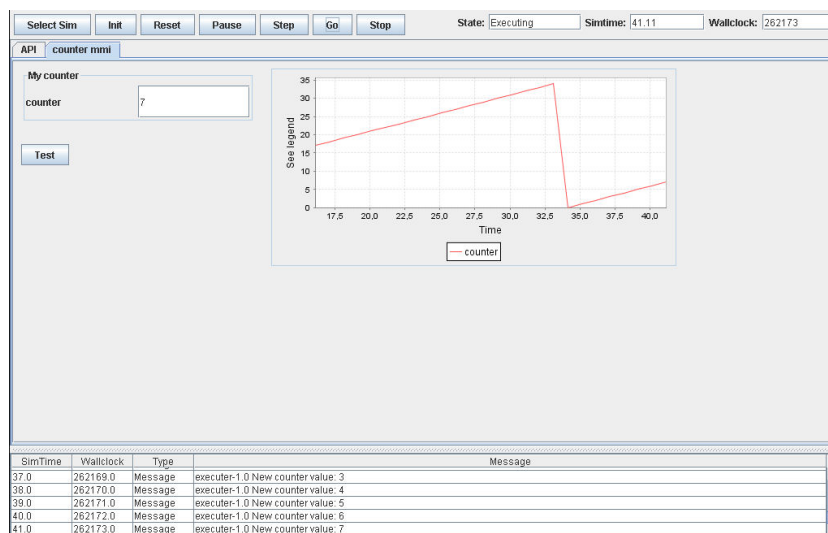 Select Sim Init Reset Pause Step Go Stop State: Executing Simtime: 41.11 Wallclock: 262173
API counter mmi
My counter
counter 7
Test
See legend
35
30
25
20
15
10
5
0
17,5 20,0 22,5 25,0 27,5 30,0 32,5 35,0 37,5 40,0
Time
counter
SimTime Wallclock Type Message
37.0 262169.0 Message executer-1.0 New counter value: 3
38.0 262170.0 Message executer-1.0 New counter value: 4
39.0 262171.0 Message executer-1.0 New counter value: 5
40.0 262172.0 Message executer-1.0 New counter value: 6
41.0 262173.0 Message executer-1.0 New counter value: 7